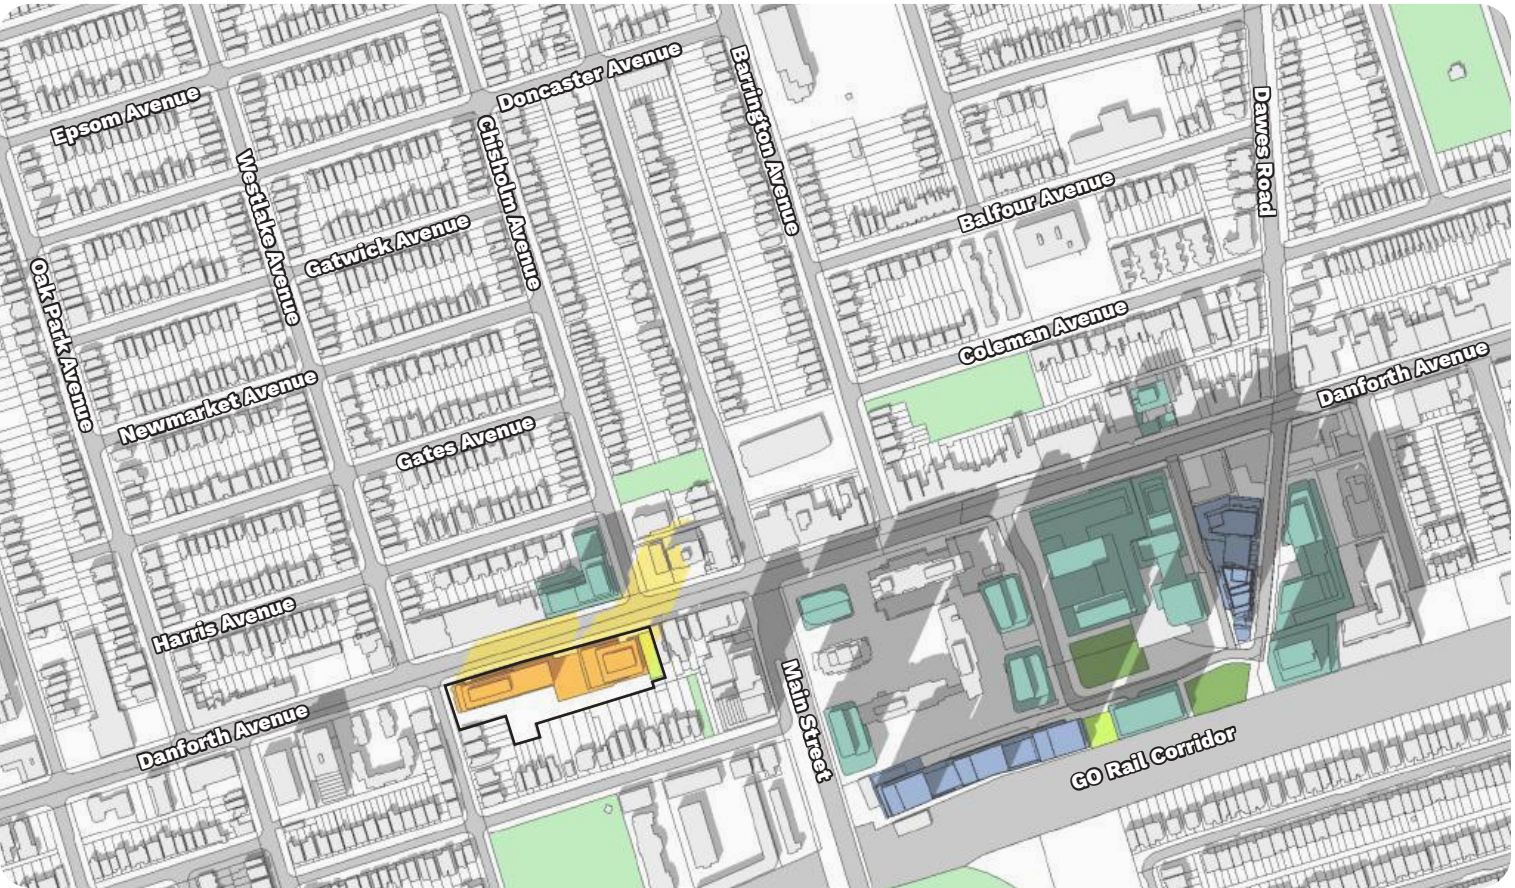 Epsom Avenue
Doncaster Avenue
Barrington Avenue
Dawes Road
Westlake Avenue
Chisholm Avenue
Gatwick Avenue
Balfour Avenue
Oak Park Avenue
Coleman Avenue
Danforth Avenue
Newmarket Avenue
Gates Avenue
Harris Avenue
Danforth Avenue
Main Street
GO Rail Corridor